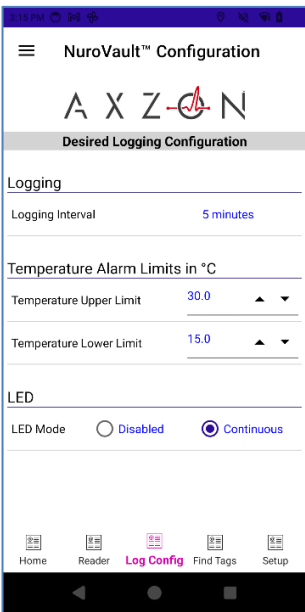 3:15 PM
NuroVault™ Configuration
AXZON
Desired Logging Configuration
Logging
Logging Interval 5 minutes
Temperature Alarm Limits in °C
Temperature Upper Limit 30.0
Temperature Lower Limit 15.0
LED
LED Mode Disabled Continuous
Home Reader Log Config Find Tags Setup